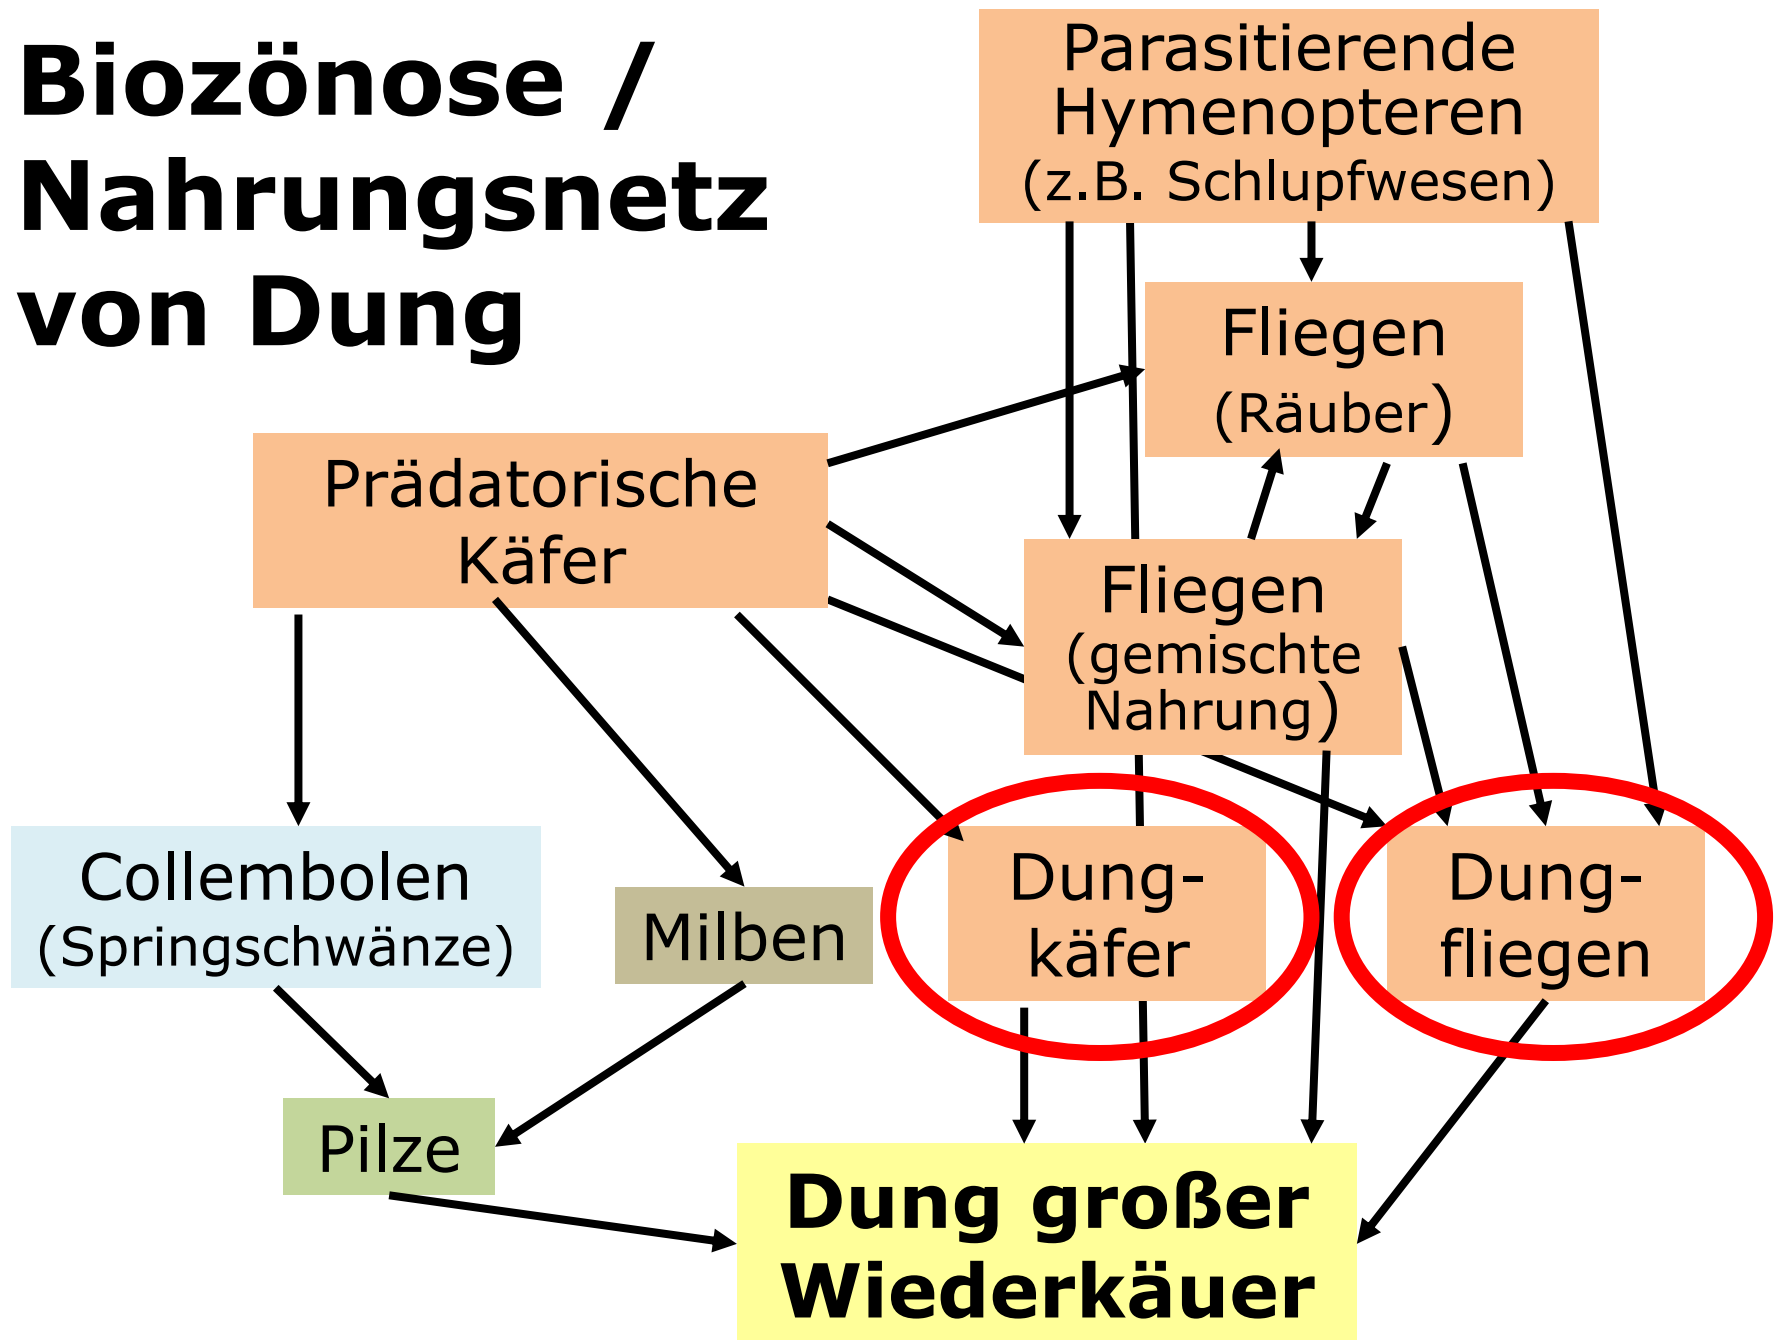 Biozönose /
Nahrungsnetz
von Dung
Parasitierende
Hymenopteren
(z.B. Schlupfwesen)
Fliegen
(Räuber)
Prädatorische
Käfer
Fliegen
(gemischte
Nahrung)
Collembolen
(Springschwänze)
Milben
Dung-
käfer
Dung-
fliegen
Pilze
Dung großer
Wiederkäuer